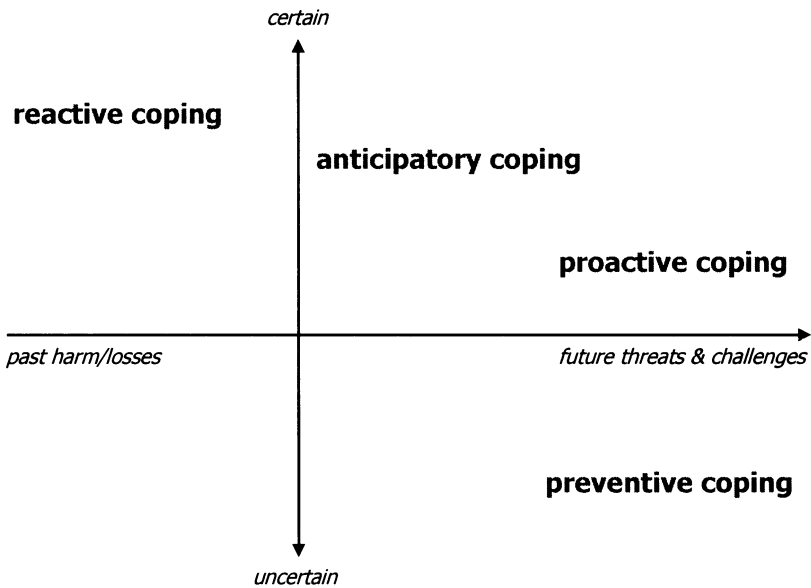 certain
reactive coping
anticipatory coping
proactive coping
past harm/losses
future threats & challenges
preventive coping
uncertain